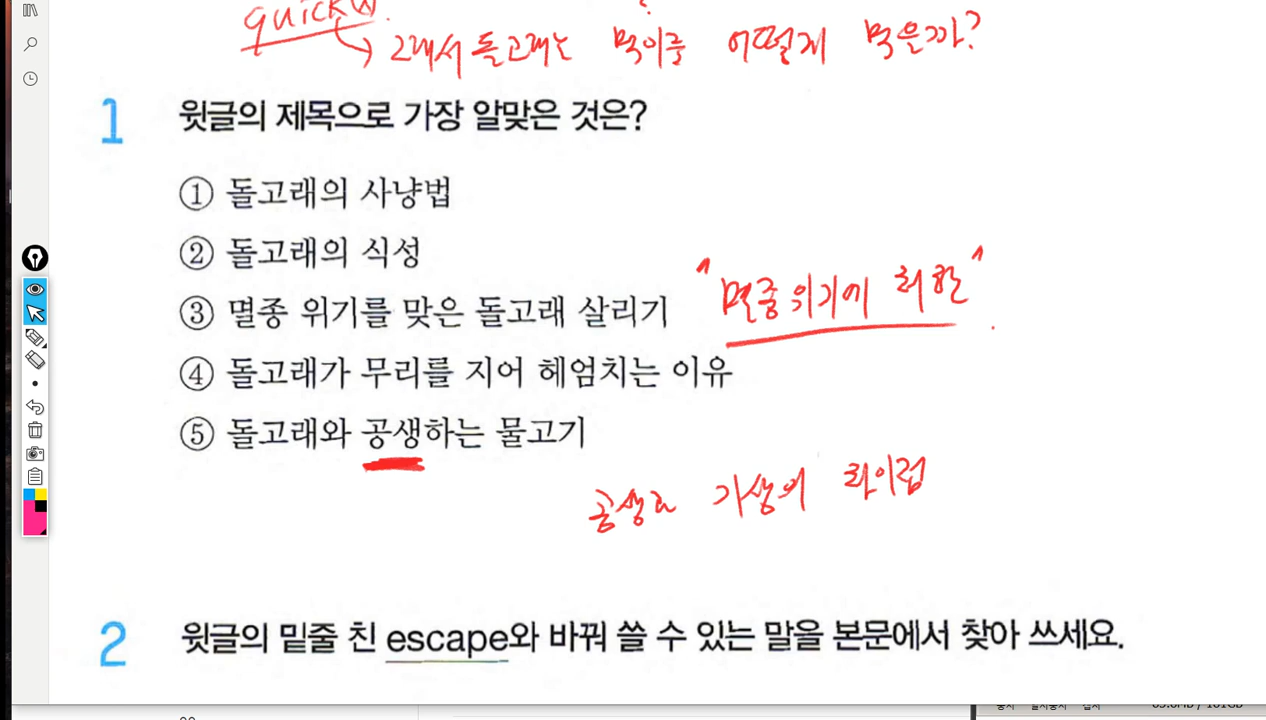 quickly.
→ 그래서 돌고래는 먹이를 어떻게 먹은까?
1 윗글의 제목으로 가장 알맞은 것은?
① 돌고래의 사냥법
② 돌고래의 식성
③ 멸종 위기를 맞은 돌고래 살리기
"멸종위기에 처한"
④ 돌고래가 무리를 지어 헤엄치는 이유
⑤ 돌고래와 공생하는 물고기
공생과 기생의 차이점
2 윗글의 밑줄 친 escape와 바꿔 쓸 수 있는 말을 본문에서 찾아 쓰세요.